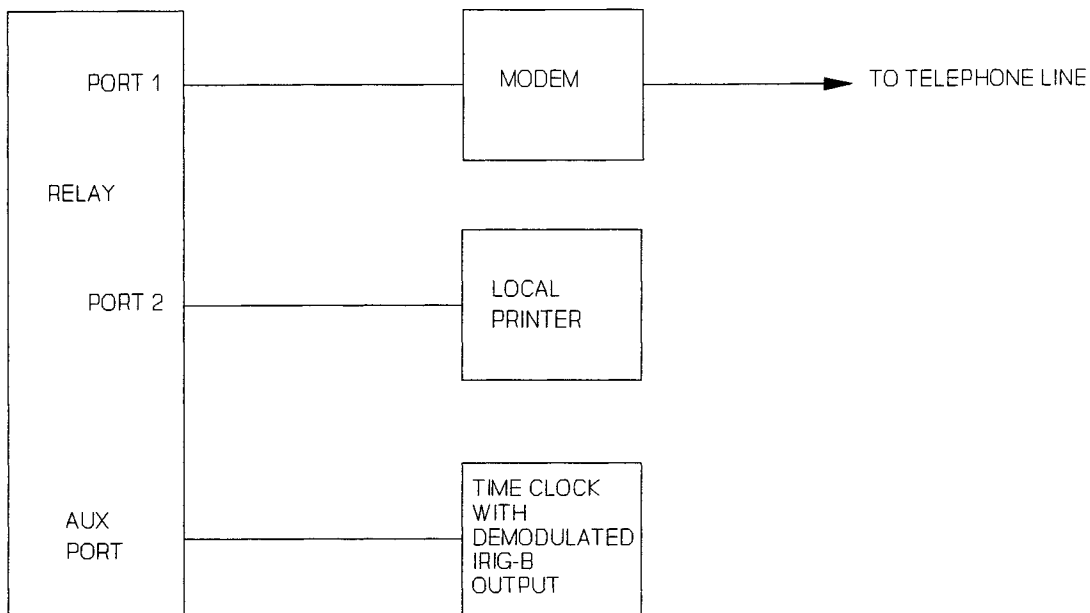 PORT 1
MODEM
TO TELEPHONE LINE
RELAY
PORT 2
LOCAL
PRINTER
AUX
PORT
TIME CLOCK
WITH
DEMODULATED
IRIG-B
OUTPUT